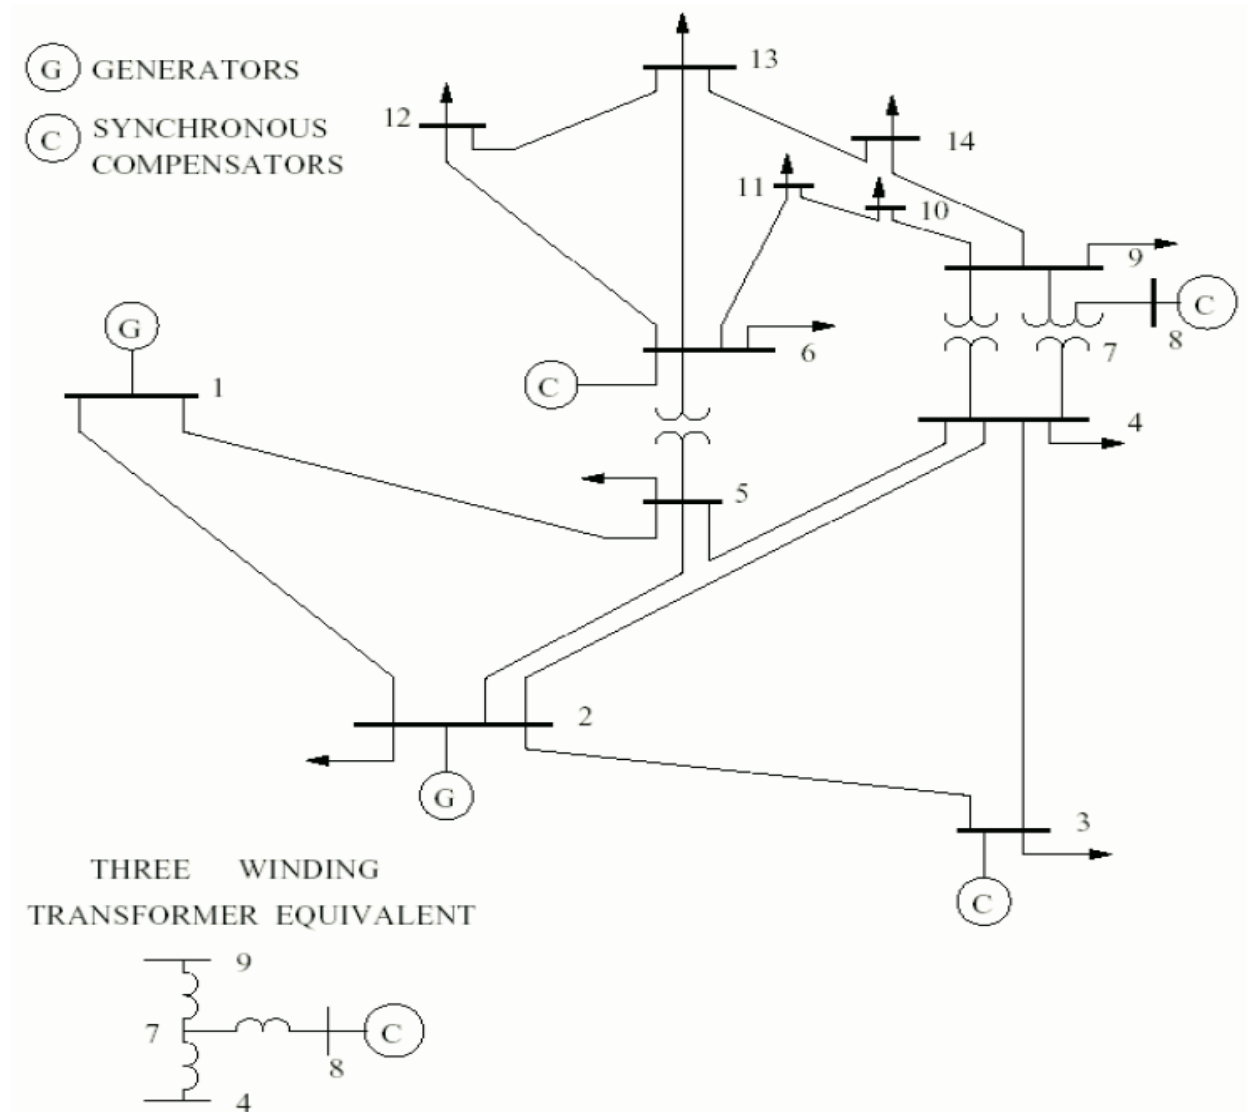 G GENERATORS
C SYNCHRONOUS
COMPENSATORS
13
12
14
11
10
9
G
C
8
7
6
C
1
4
5
2
G
3
C
THREE WINDING
TRANSFORMER EQUIVALENT
9
7
C
8
4